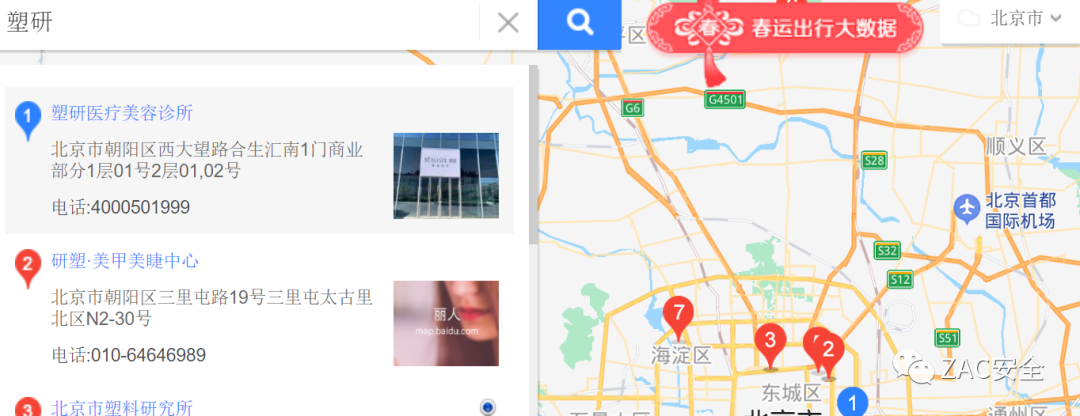 塑研
1
塑研医疗美容诊所
北京市朝阳区西大望路合生汇南1门商业
部分1层01号2层01,02号
电话:4000501999
2
研塑·美甲美睫中心
北京市朝阳区三里屯路19号三里屯太古里
北区N2-30号
丽人
map.baidu.com
电话:010-64646989
3
北京市塑料研究所
平区
春
春运出行大数据
北京市
G6
G4501
顺义区
S28
北京首都
国际机场
S32
S12
7
3
2
S51
海淀区
ZAC安全
东城区
1
北京市
通州区